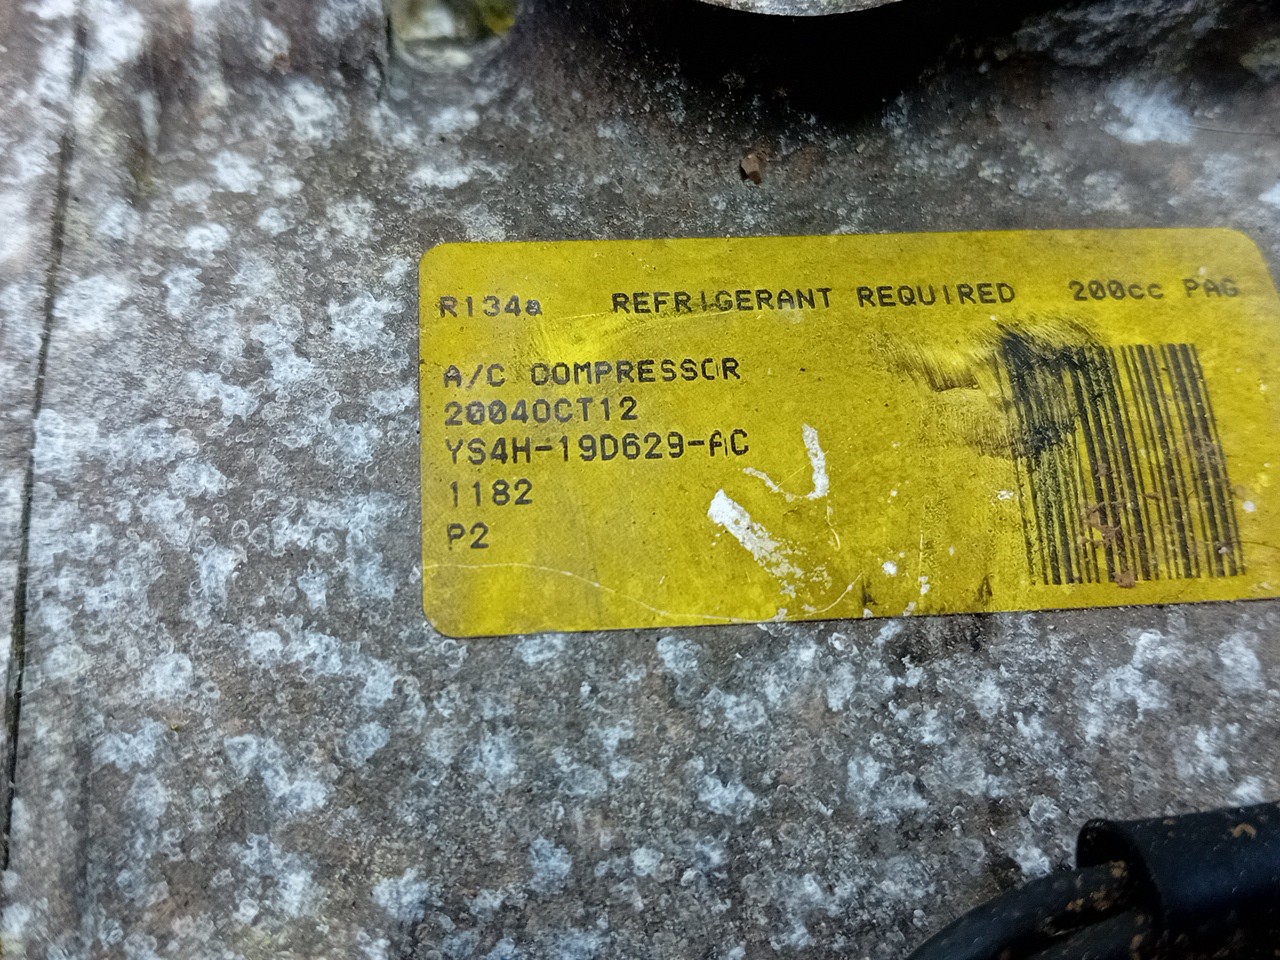 R134a REFRIGERANT REQUIRED 200cc PAG
A/C COMPRESSOR
2004OCT12
YS4H-19D629-AC
1182
P2